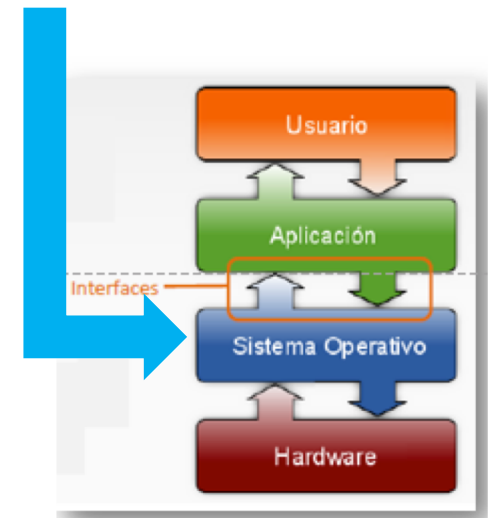 Usuario
Aplicación
Interfaces
Sistema Operativo
Hardware